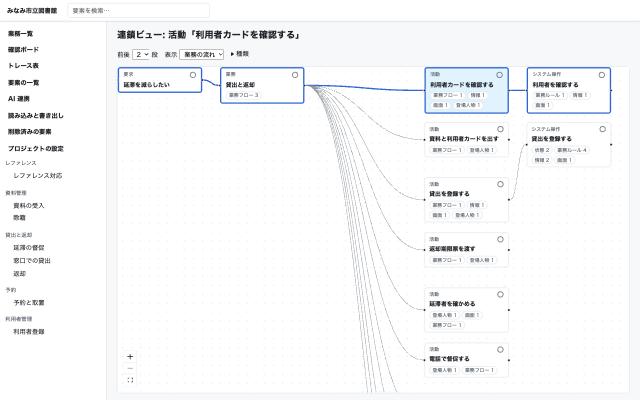 みなみ市立図書館
要素を検索…
業務一覧
確認ボード
トレース表
要素の一覧
AI 連携
読み込みと書き出し
削除済みの要素
プロジェクトの設定
レファレンス
レファレンス対応
資料管理
資料の受入
除籍
貸出と返却
延滞の督促
窓口での貸出
返却
予約
予約と取置
利用者管理
利用者登録
連鎖ビュー: 活動「利用者カードを確認する」
前後 2 段 表示 業務の流れ 種類
要求
延滞を減らしたい
業務
貸出と返却
業務フロー 3
活動
利用者カードを確認する
業務フロー 1 情報 1
画面 1 登場人物 1
システム操作
利用者を確認する
業務ルール 1 情報 1
画面 1
活動
資料と利用者カードを出す
業務フロー 1 登場人物 1
システム操作
貸出を登録する
状態 2 業務ルール 4
情報 2 画面 1
活動
貸出を登録する
業務フロー 1 情報 1
画面 1 登場人物 1
活動
返却期限票を渡す
業務フロー 1 登場人物 1
活動
延滞者を確かめる
登場人物 1 画面 1
業務フロー 1
活動
電話で督促する
登場人物 1 業務フロー 1